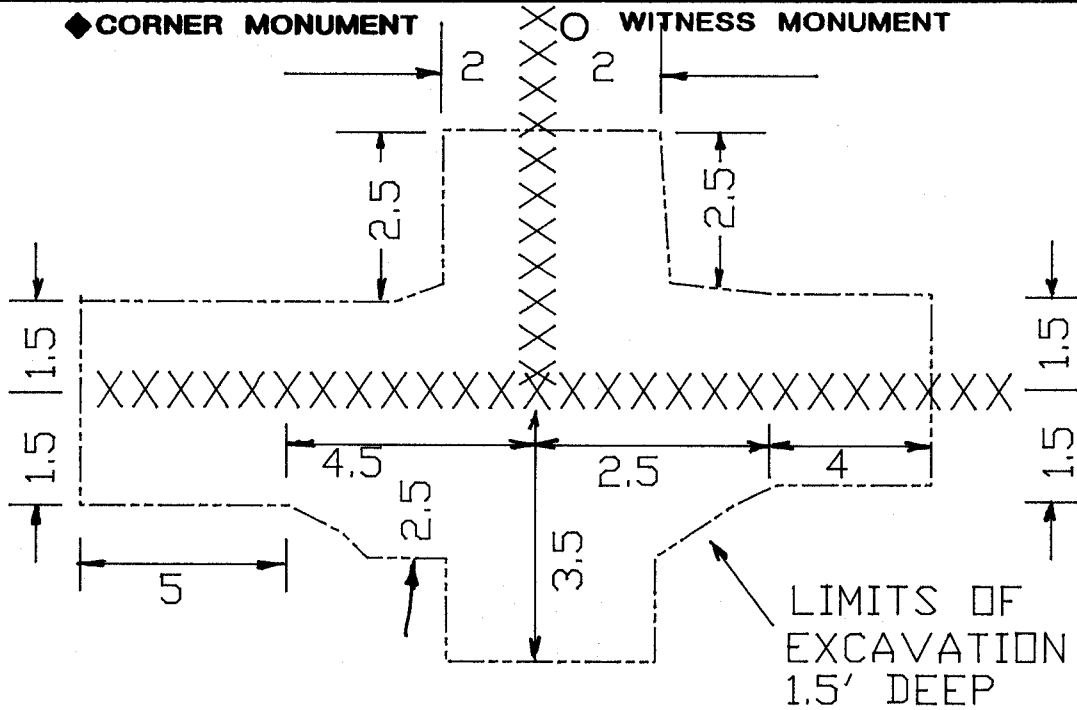 ◆CORNER MONUMENT ○ WITNESS MONUMENT
2 2
2.5 2.5
1.5 1.5
1.5 1.5
4.5 2.5 4
2.5
3.5
5
LIMITS OF
EXCAVATION
1.5' DEEP